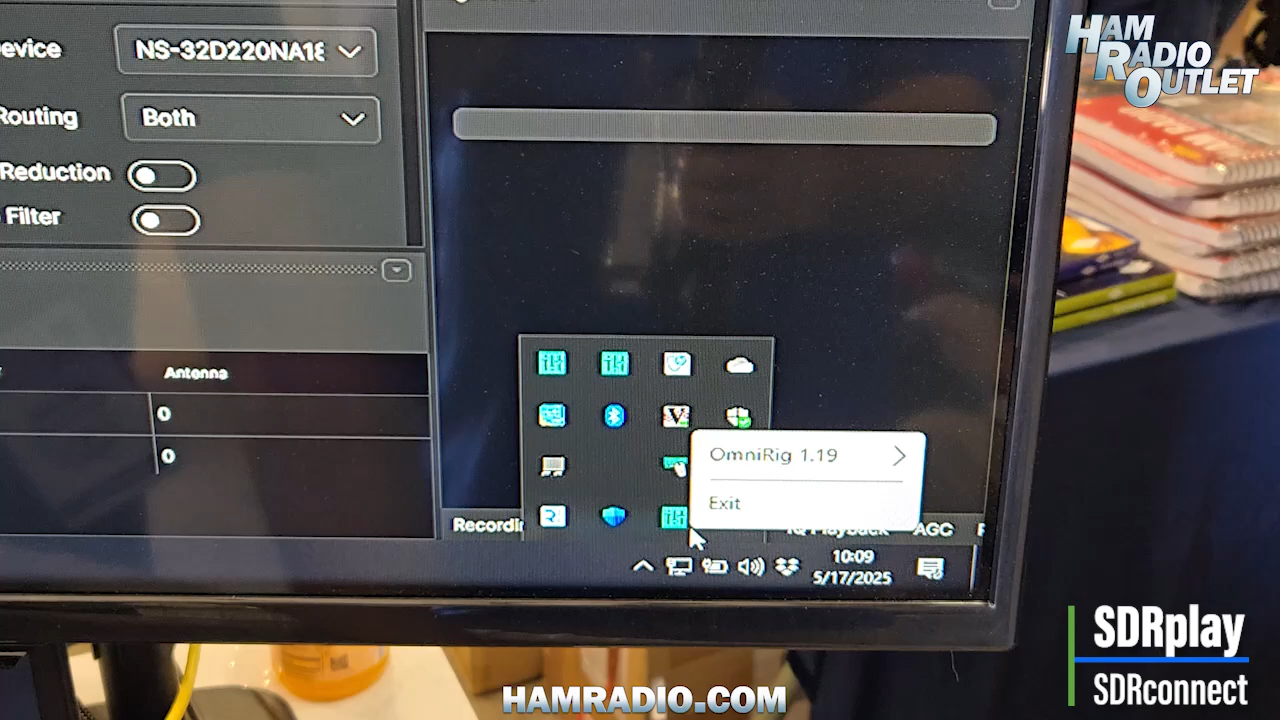 HAM
RADIO
OUTLET
evice
NS-32D220NA18
Routing
Both
Reduction
Filter
Antenna
0
0
OmniRig 1.19
Exit
Recordin
IQ Playback
AGC
10:09
5/17/2025
SDRplay
SDRconnect
HAMRADIO.COM